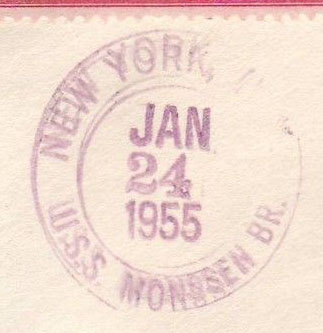 NEW YORK,
JAN
24
1955
U.S.S. MONSSEN BR.